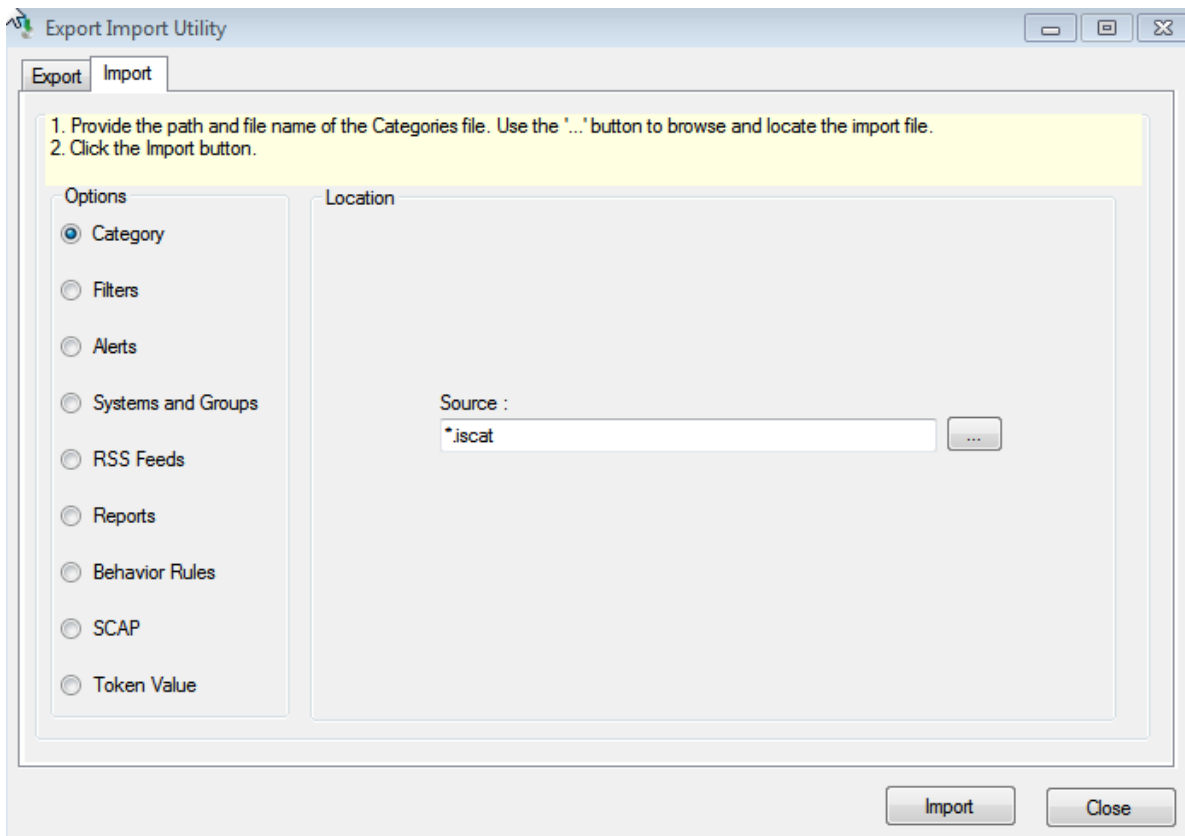 Export Import Utility
Export
Import
1. Provide the path and file name of the Categories file. Use the '...' button to browse and locate the import file.
2. Click the Import button.
Options
Location
Category
Filters
Alerts
Systems and Groups
RSS Feeds
Reports
Behavior Rules
SCAP
Token Value
Source :
*.iscat
...
Import
Close